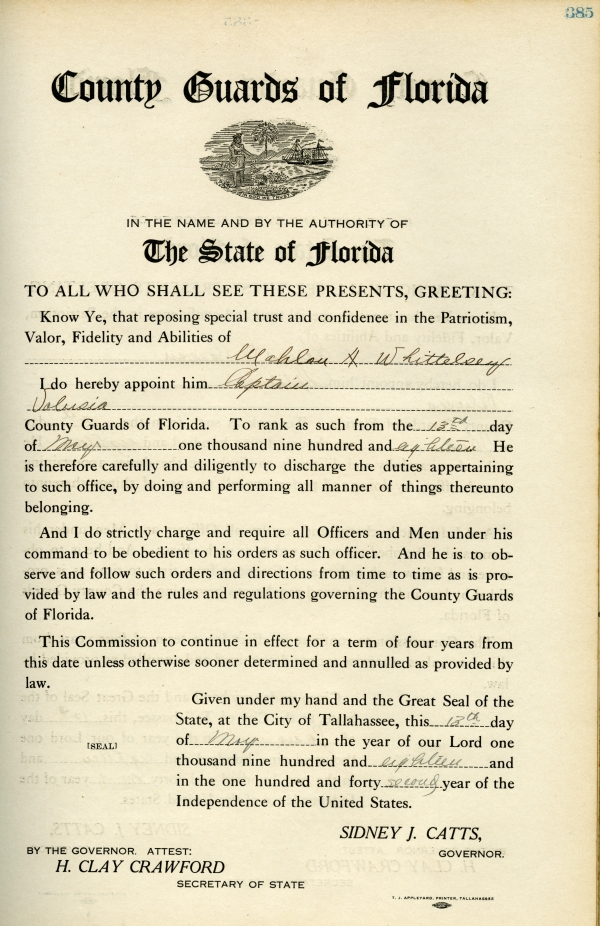 385
County Guards of Florida
IN GOD WE TRUST
IN THE NAME AND BY THE AUTHORITY OF
The State of Florida
TO ALL WHO SHALL SEE THESE PRESENTS, GREETING:
Know Ye, that reposing special trust and confidenee in the Patriotism,
Valor, Fidelity and Abilities of
Mahlon H Whittelsey
I do hereby appoint him Captain
Volusia
County Guards of Florida. To rank as such from the 13th day
of May one thousand nine hundred and eighteen He
is therefore carefully and diligently to discharge the duties appertaining
to such office, by doing and performing all manner of things thereunto
belonging.
And I do strictly charge and require all Officers and Men under his
command to be obedient to his orders as such officer. And he is to ob-
serve and follow such orders and directions from time to time as is pro-
vided by law and the rules and regulations governing the County Guards
of Florida.
This Commission to continue in effect for a term of four years from
this date unless otherwise sooner determined and annulled as provided by
law.
Given under my hand and the Great Seal of the
State, at the City of Tallahassee, this 13th day
[SEAL] of May in the year of our Lord one
thousand nine hundred and eighteen and
in the one hundred and forty second year of the
Independence of the United States.
SIDNEY J. CATTS,
GOVERNOR.
BY THE GOVERNOR. ATTEST:
H. CLAY CRAWFORD
SECRETARY OF STATE
T. J. APPLEYARD, PRINTER, TALLAHASSEE